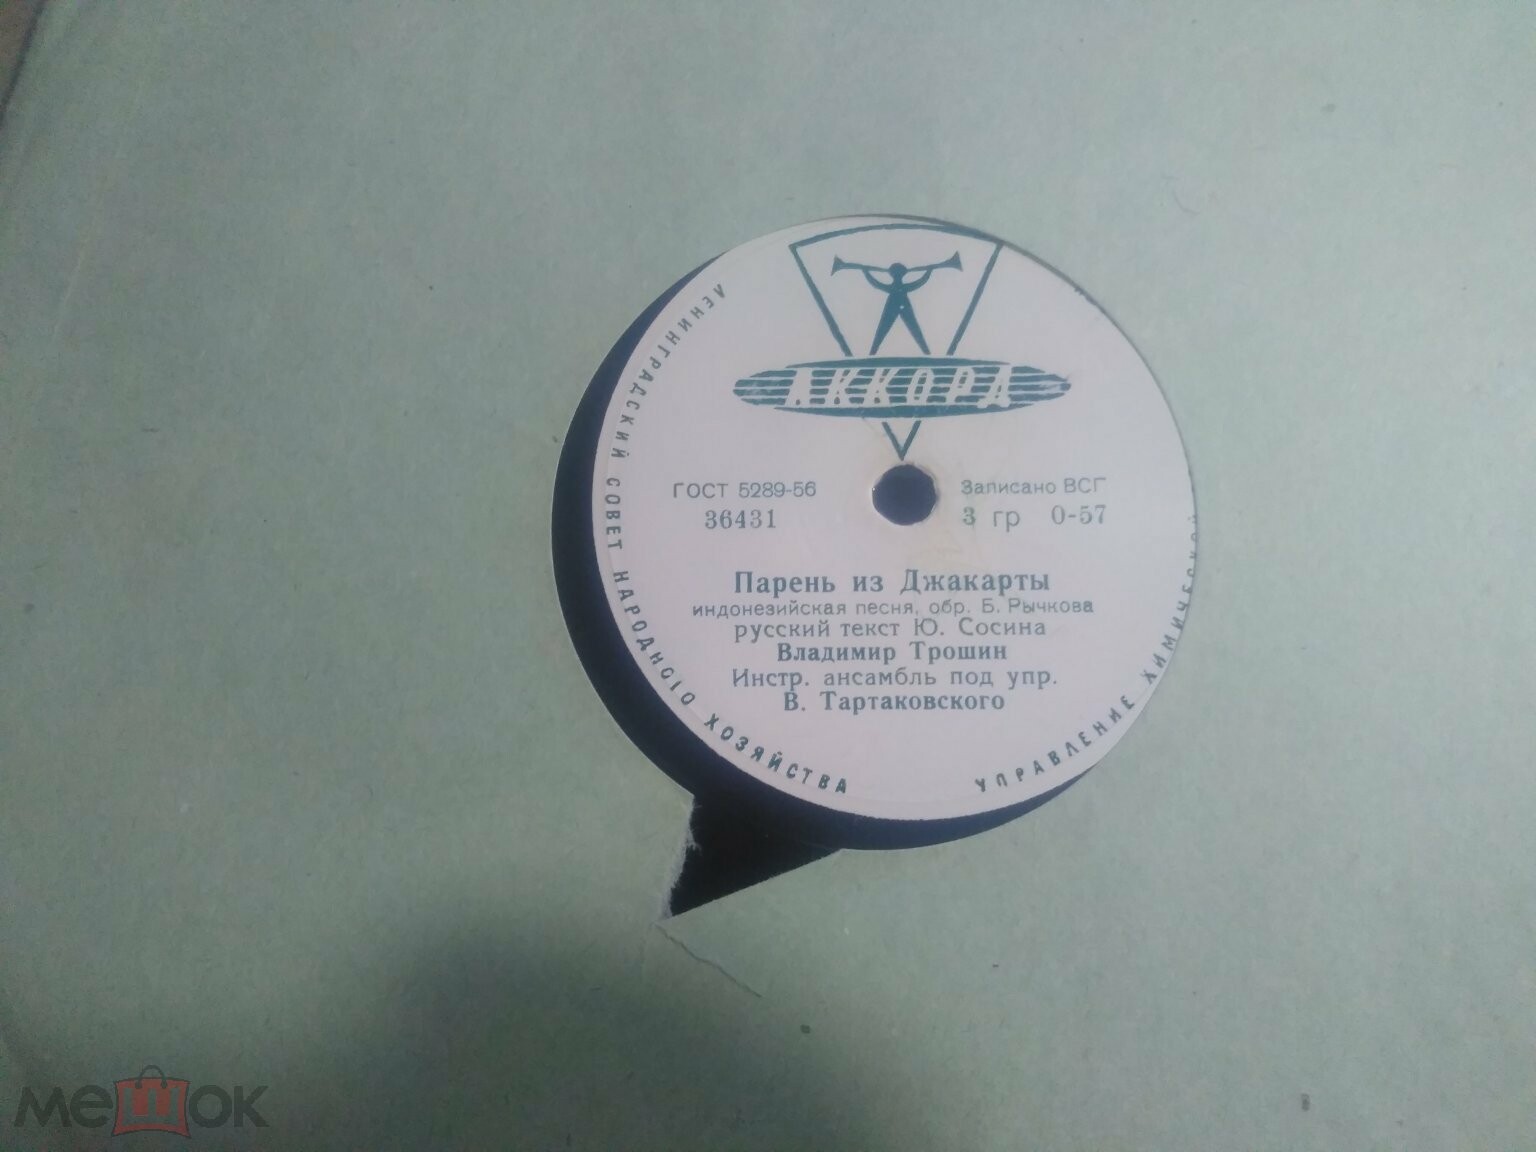 АККОРД
ГОСТ 5289-56
36431
Записано ВСГ
3 гр 0-57
Парень из Джакарты
индонезийская песня, обр. Б. Рычкова
русский текст Ю. Сосина
Владимир Трошин
Инстр. ансамбль под упр.
В. Тартаковского
ЛЕНИНГРАДСКИЙ СОВЕТ НАРОДНОГО ХОЗЯЙСТВА
УПРАВЛЕНИЕ ХИМИЧЕСКОЙ
мешок